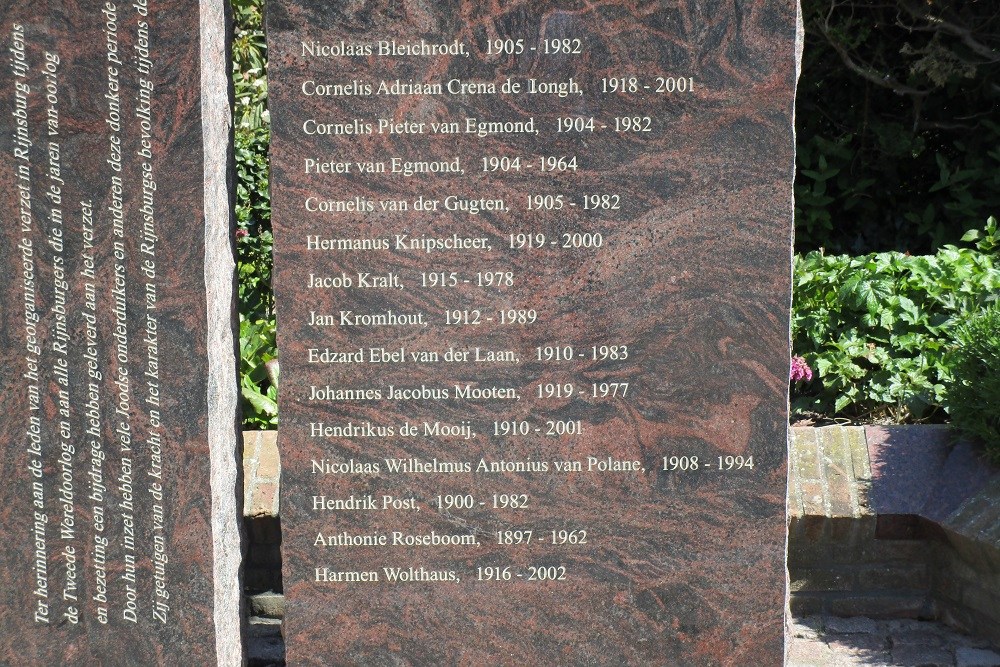 Ter herinnering aan de leden van het georganiseerde verzet in Rijnsburg tijdens
de Tweede Wereldoorlog en aan alle Rijnsburgers die in de jaren van oorlog
en bezetting een bijdrage hebben geleverd aan het verzet.
Door hun inzet hebben vele Joodse onderduikers en anderen deze donkere periode
Zij getuigen van de kracht en het karakter van de Rijnsburgse bevolking tijdens de
Nicolaas Bleichrodt, 1905 - 1982
Cornelis Adriaan Crena de Iongh, 1918 - 2001
Cornelis Pieter van Egmond, 1904 - 1982
Pieter van Egmond, 1904 - 1964
Cornelis van der Gugten, 1905 - 1982
Hermanus Knipscheer, 1919 - 2000
Jacob Kralt, 1915 - 1978
Jan Kromhout, 1912 - 1989
Edzard Ebel van der Laan, 1910 - 1983
Johannes Jacobus Mooten, 1919 - 1977
Hendrikus de Mooij, 1910 - 2001
Nicolaas Wilhelmus Antonius van Polane, 1908 - 1994
Hendrik Post, 1900 - 1982
Anthonie Roseboom, 1897 - 1962
Harmen Wolthaus, 1916 - 2002